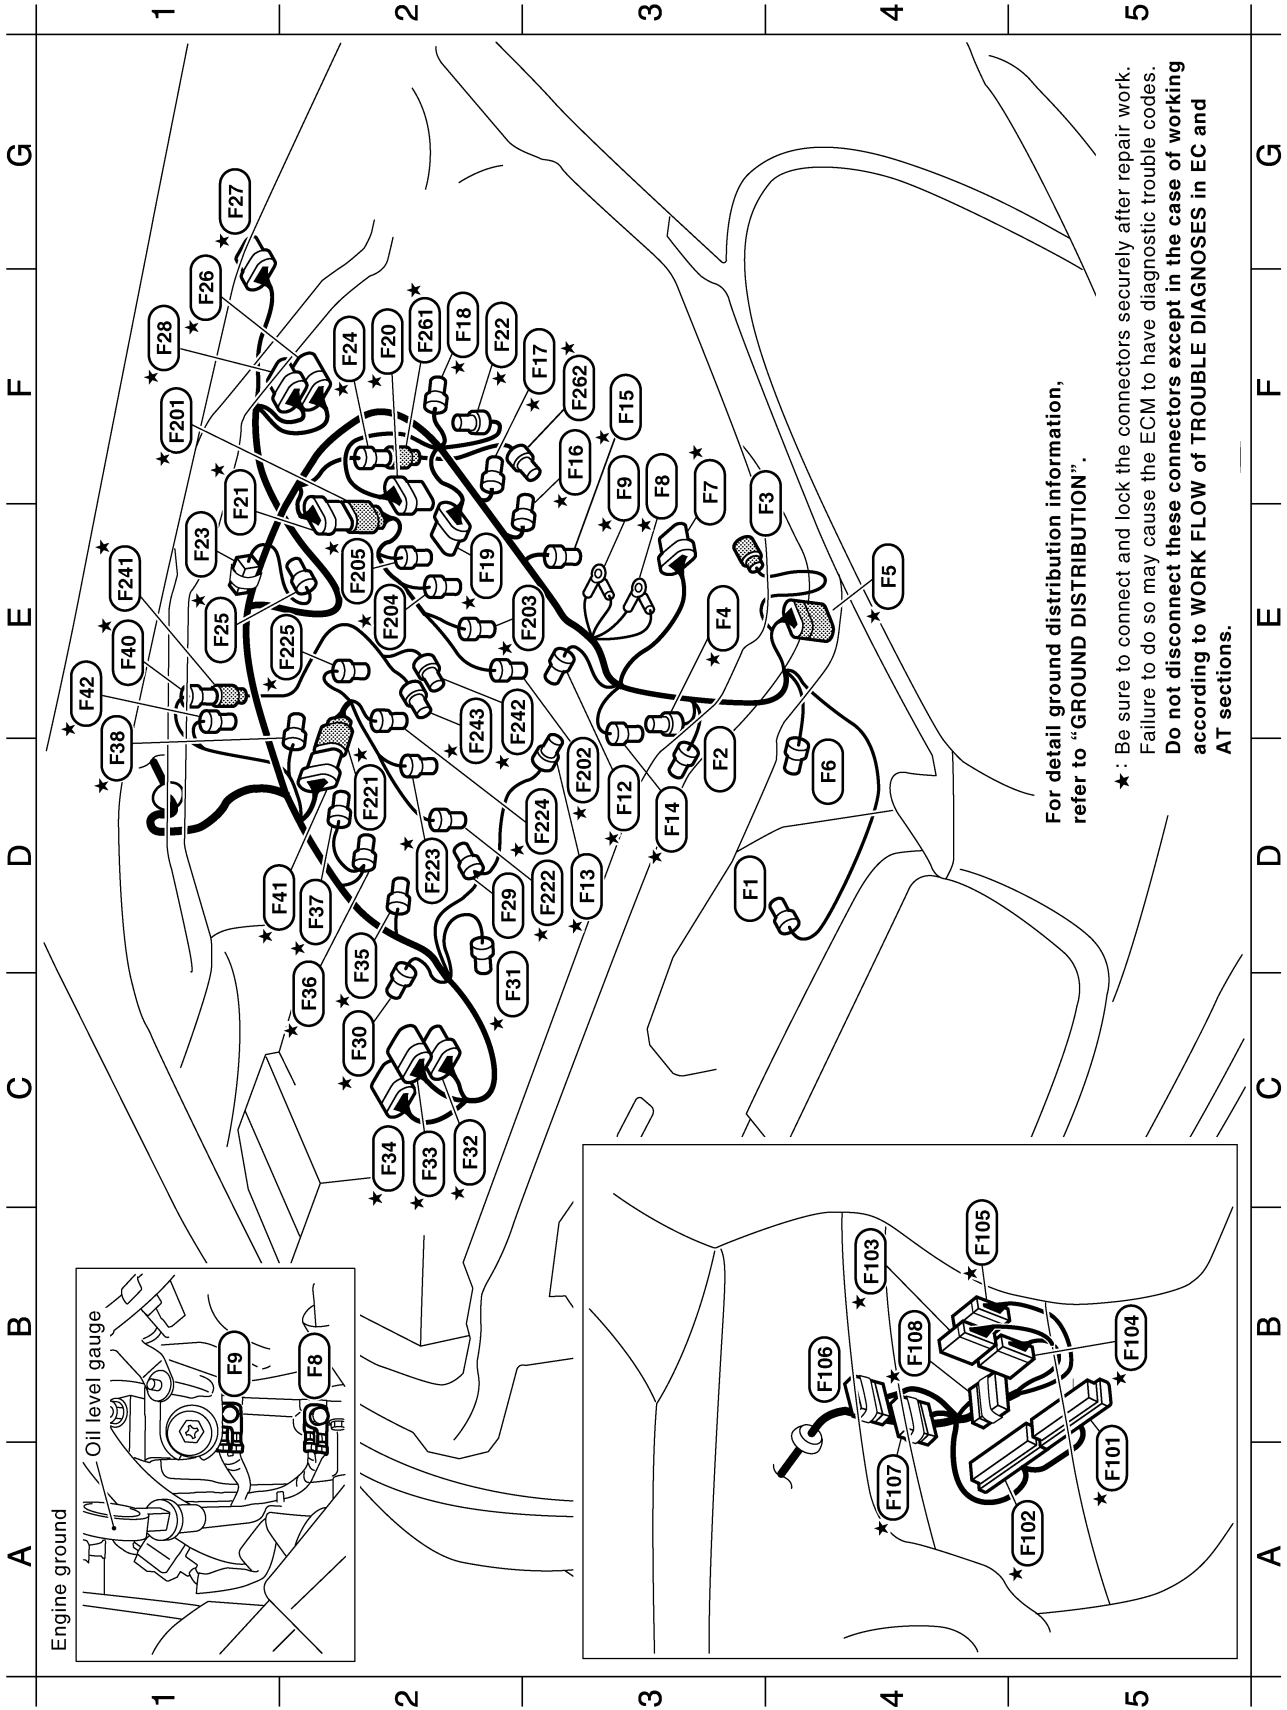 1
2
3
4
5
G
F
E
D
C
B
A
F27
F26
F28
F201
F24
F20
F261
F18
F22
F17
F262
F15
F16
F9
F8
F7
F3
F21
F23
F241
F40
F42
F38
F25
F225
F205
F204
F19
F203
F4
F5
F243
F242
F202
F12
F14
F2
F6
F1
F221
F223
F224
F222
F29
F13
F41
F37
F36
F35
F30
F31
F34
F33
F32
For detail ground distribution information,
refer to “GROUND DISTRIBUTION”.
★: Be sure to connect and lock the connectors securely after repair work.
Failure to do so may cause the ECM to have diagnostic trouble codes.
Do not disconnect these connectors except in the case of working
according to WORK FLOW of TROUBLE DIAGNOSES in EC and
AT sections.
Engine ground
Oil level gauge
F9
F8
F103
F105
F106
F108
F104
F107
F101
F102
1
2
3
4
5
G
F
E
D
C
B
A